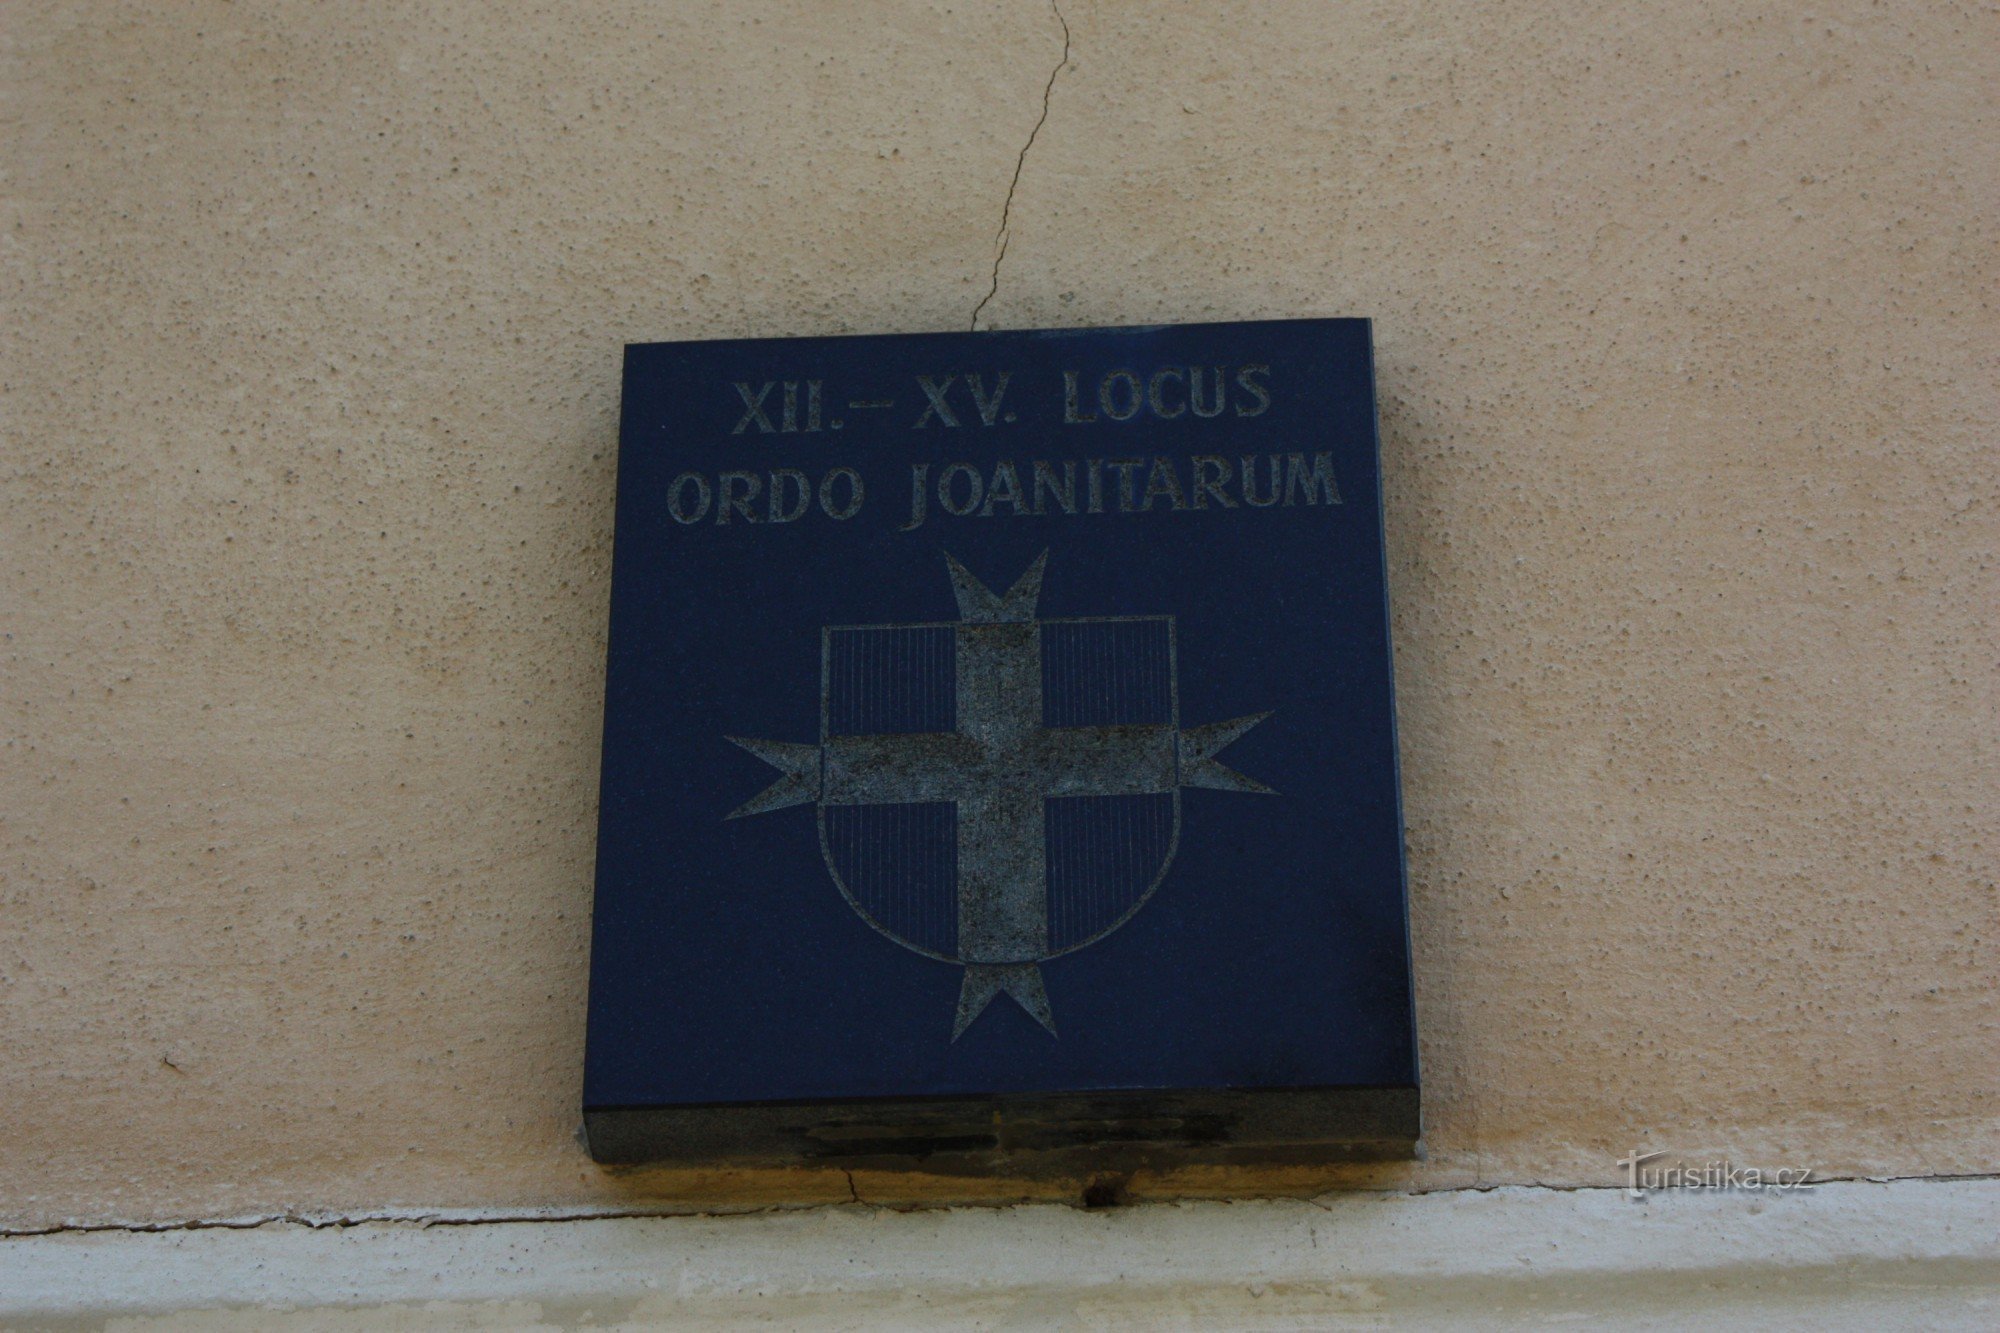 XII.– XV. LOCUS
ORDO JOANITARUM
Turistika.cz